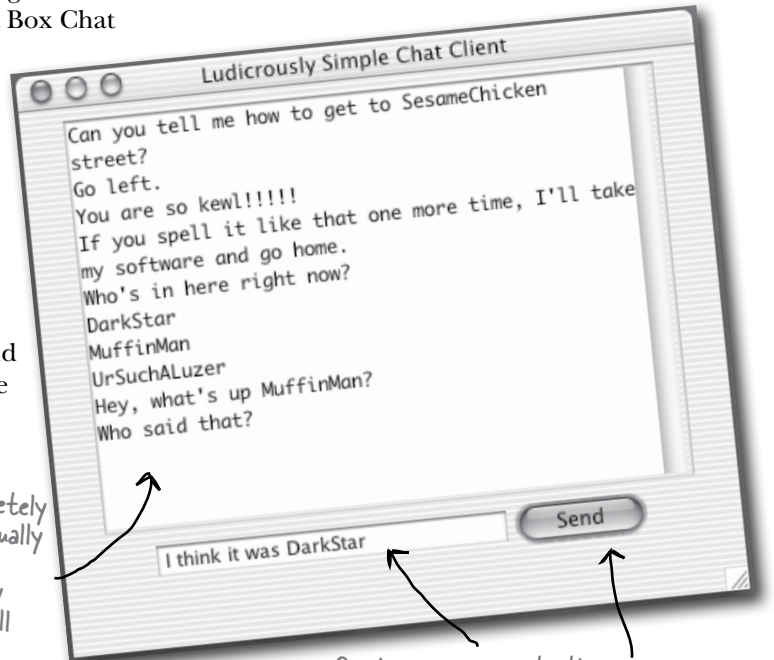 Box Chat
Ludicrously Simple Chat Client
Can you tell me how to get to SesameChicken
street?
Go left.
You are so kewl!!!!!
If you spell it like that one more time, I'll take
my software and go home.
Who's in here right now?
DarkStar
MuffinMan
UrSuchALuzer
Hey, what's up MuffinMan?
Who said that?
I think it was DarkStar
Send